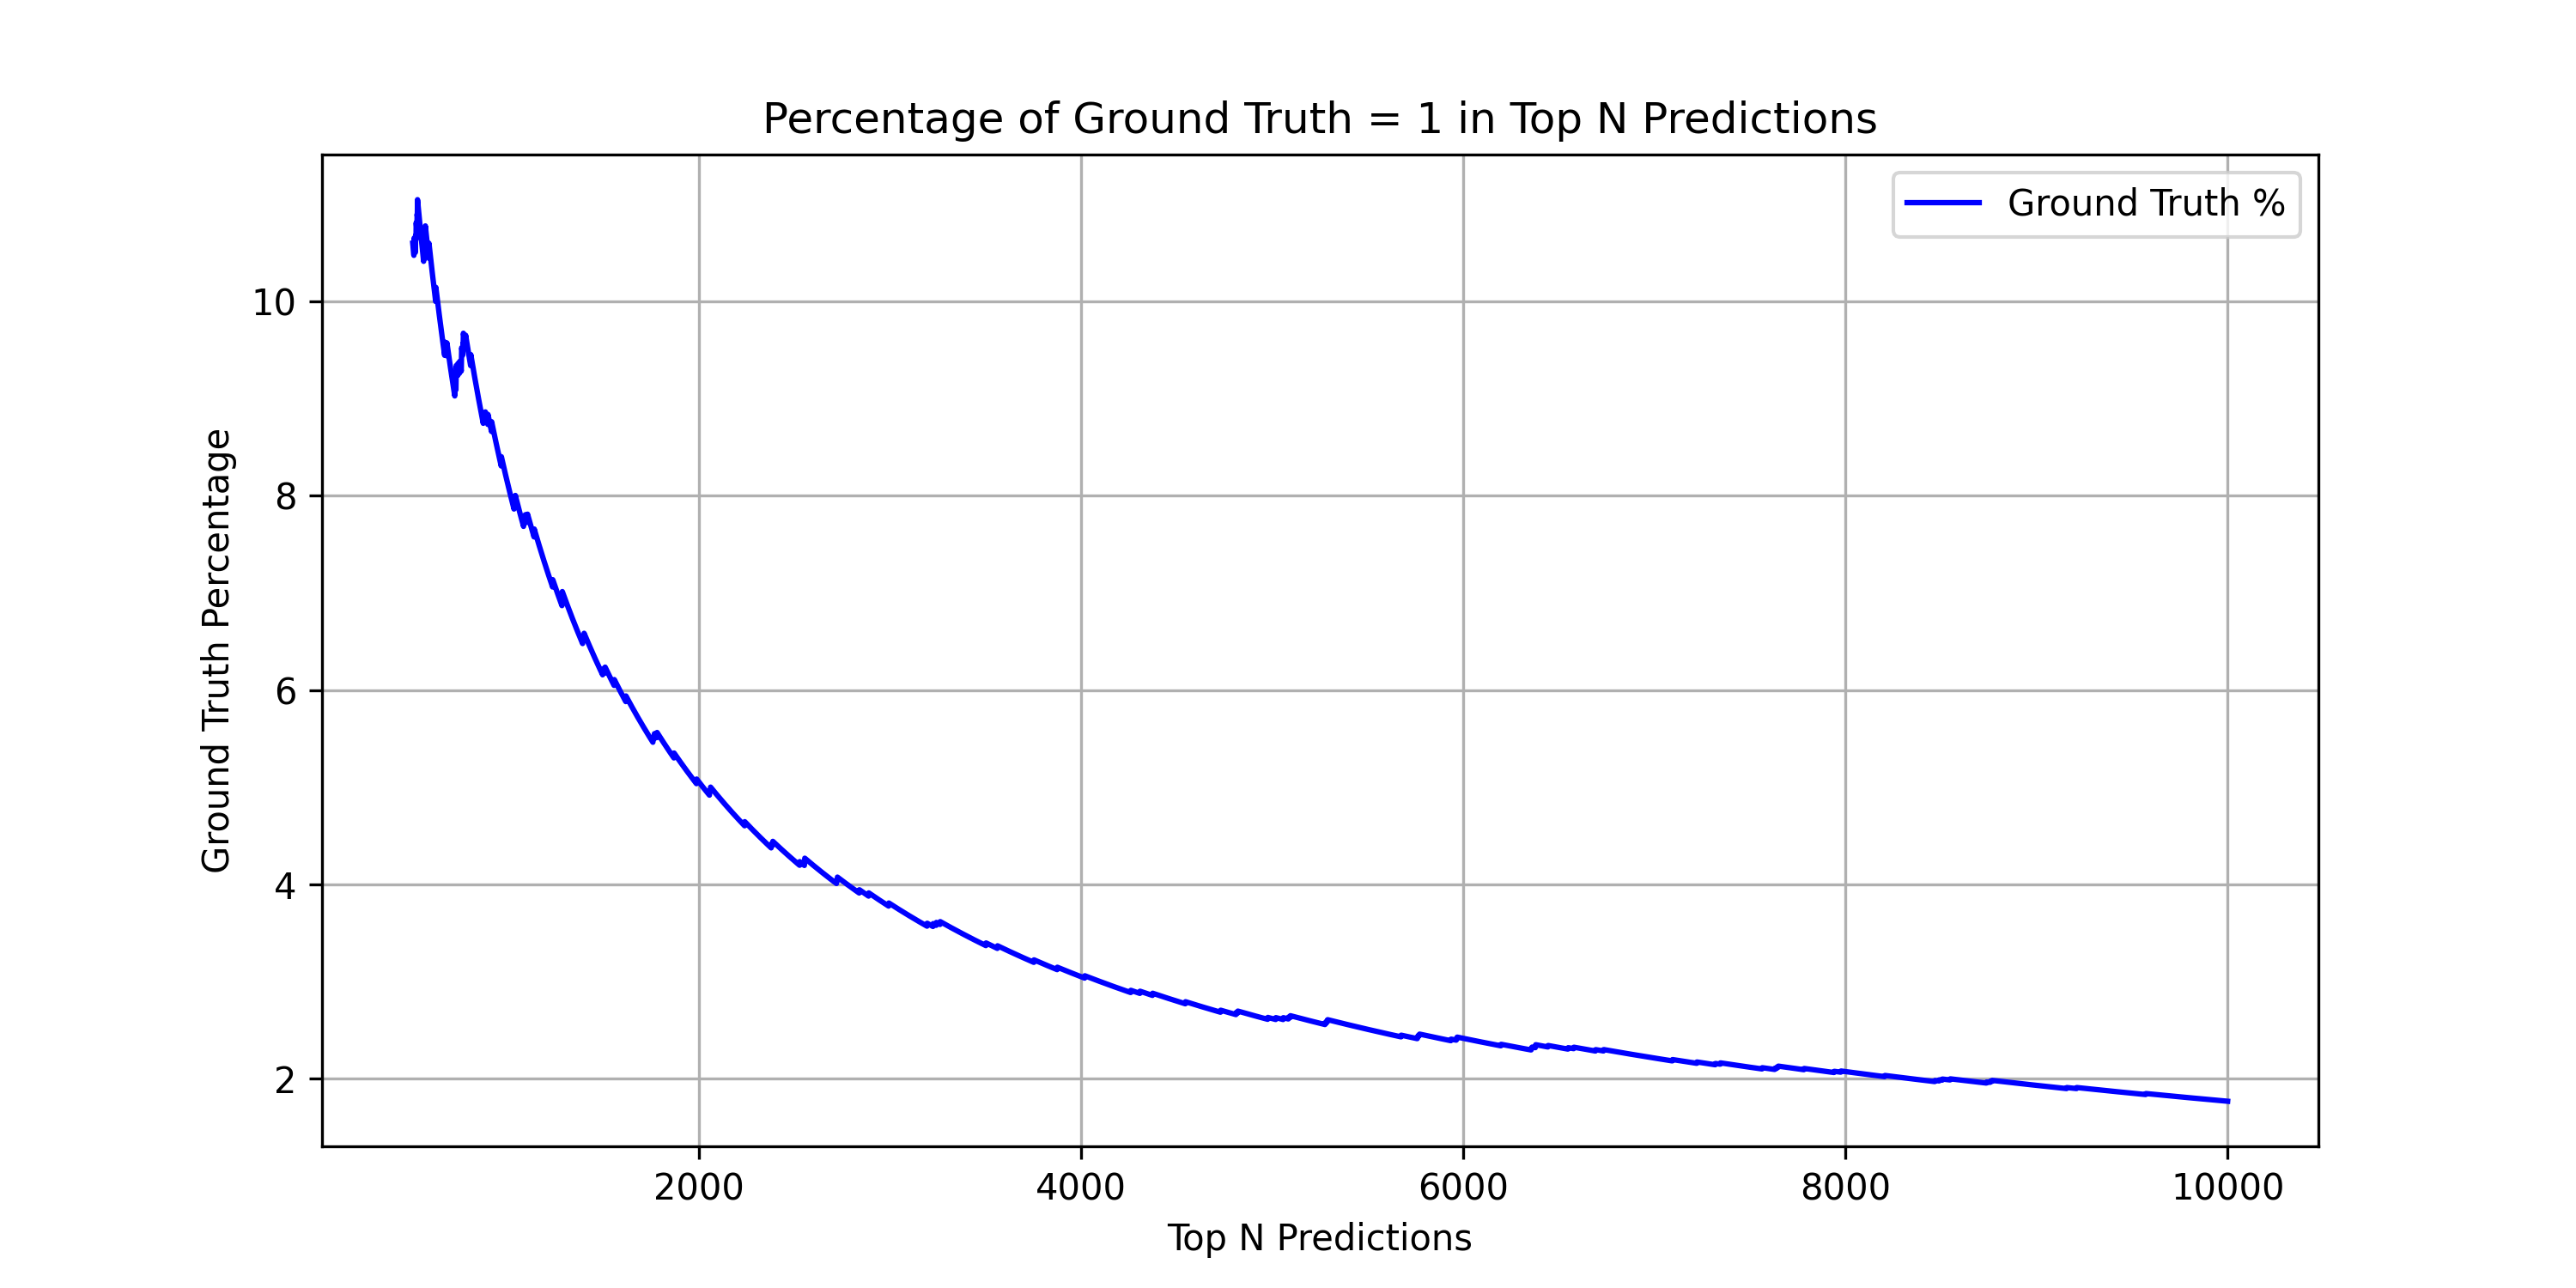 Percentage of Ground Truth = 1 in Top N Predictions
Ground Truth %
Ground Truth Percentage
10
8
6
4
2
2000
4000
6000
8000
10000
Top N Predictions